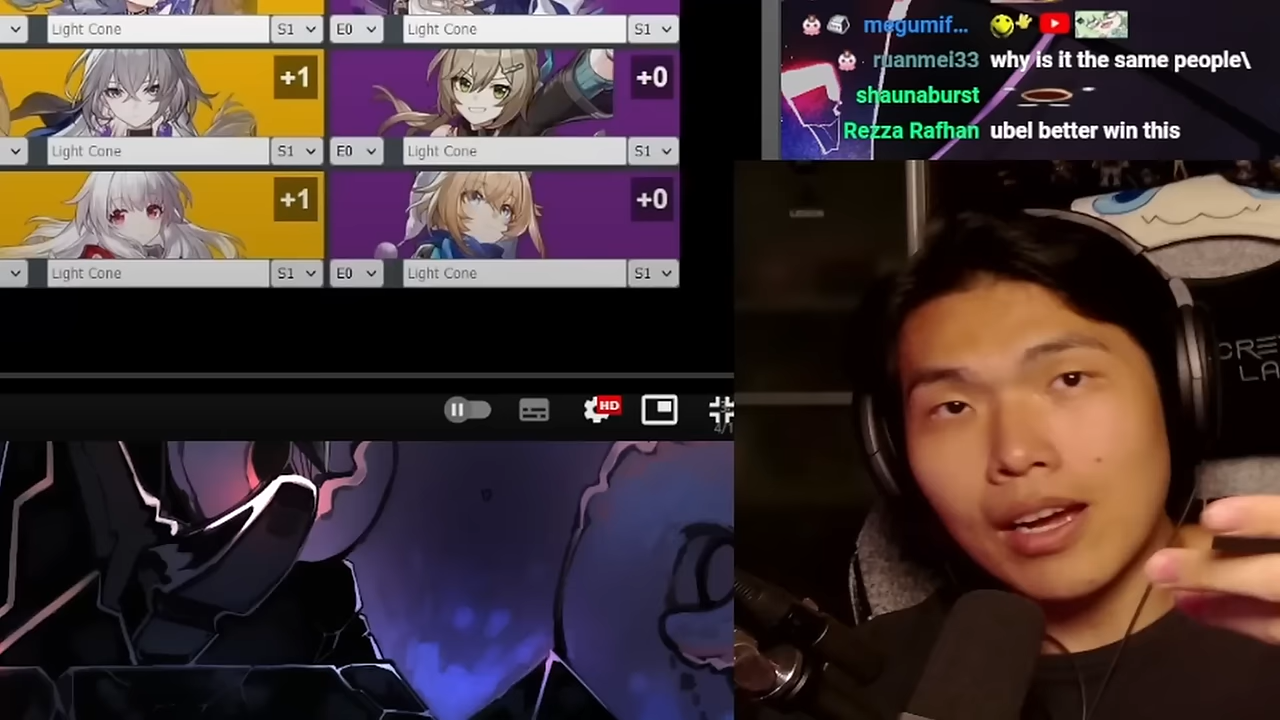 Light Cone S1 E0 Light Cone S1
+1 +0
Light Cone S1 E0 Light Cone S1
+1 +0
Light Cone S1 E0 Light Cone S1
HD
megumif...
ruanmei33 why is it the same people\
shaunaburst
Rezza Rafhan ubel better win this